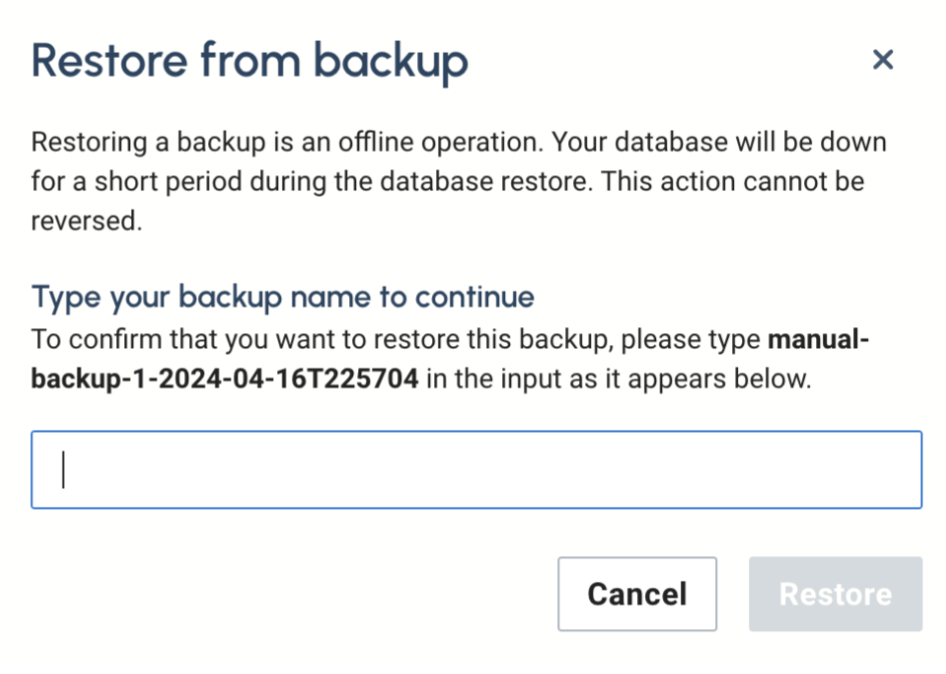 Restore from backup
Restoring a backup is an offline operation. Your database will be down
for a short period during the database restore. This action cannot be
reversed.
Type your backup name to continue
To confirm that you want to restore this backup, please type manual-
backup-1-2024-04-16T225704 in the input as it appears below.
Cancel Restore